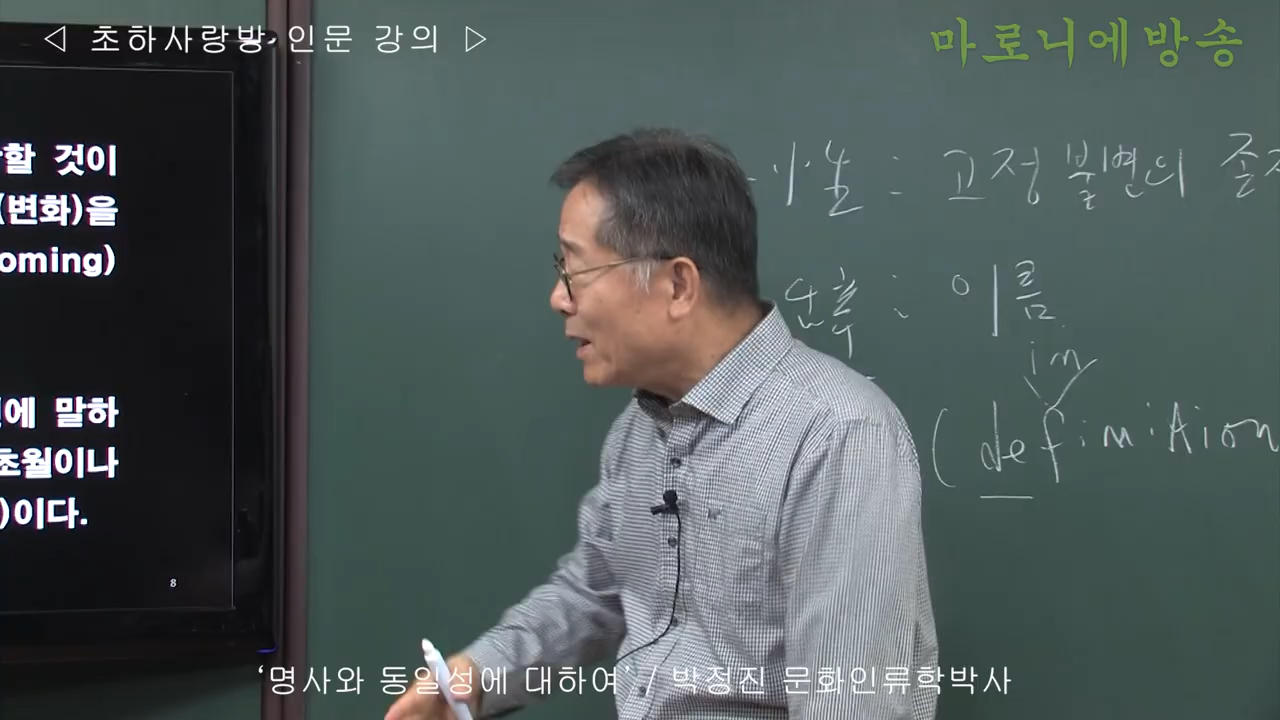 ◁ 초하사랑방 인문 강의 ▷
마로니에방송
할 것이
(변화)을
oming)
에 말하
초월이나
)이다.
8
: 고정 불변의 존
: 이름
in
(definition
‘명사와 동일성에 대하여’ / 박정진 문화인류학박사